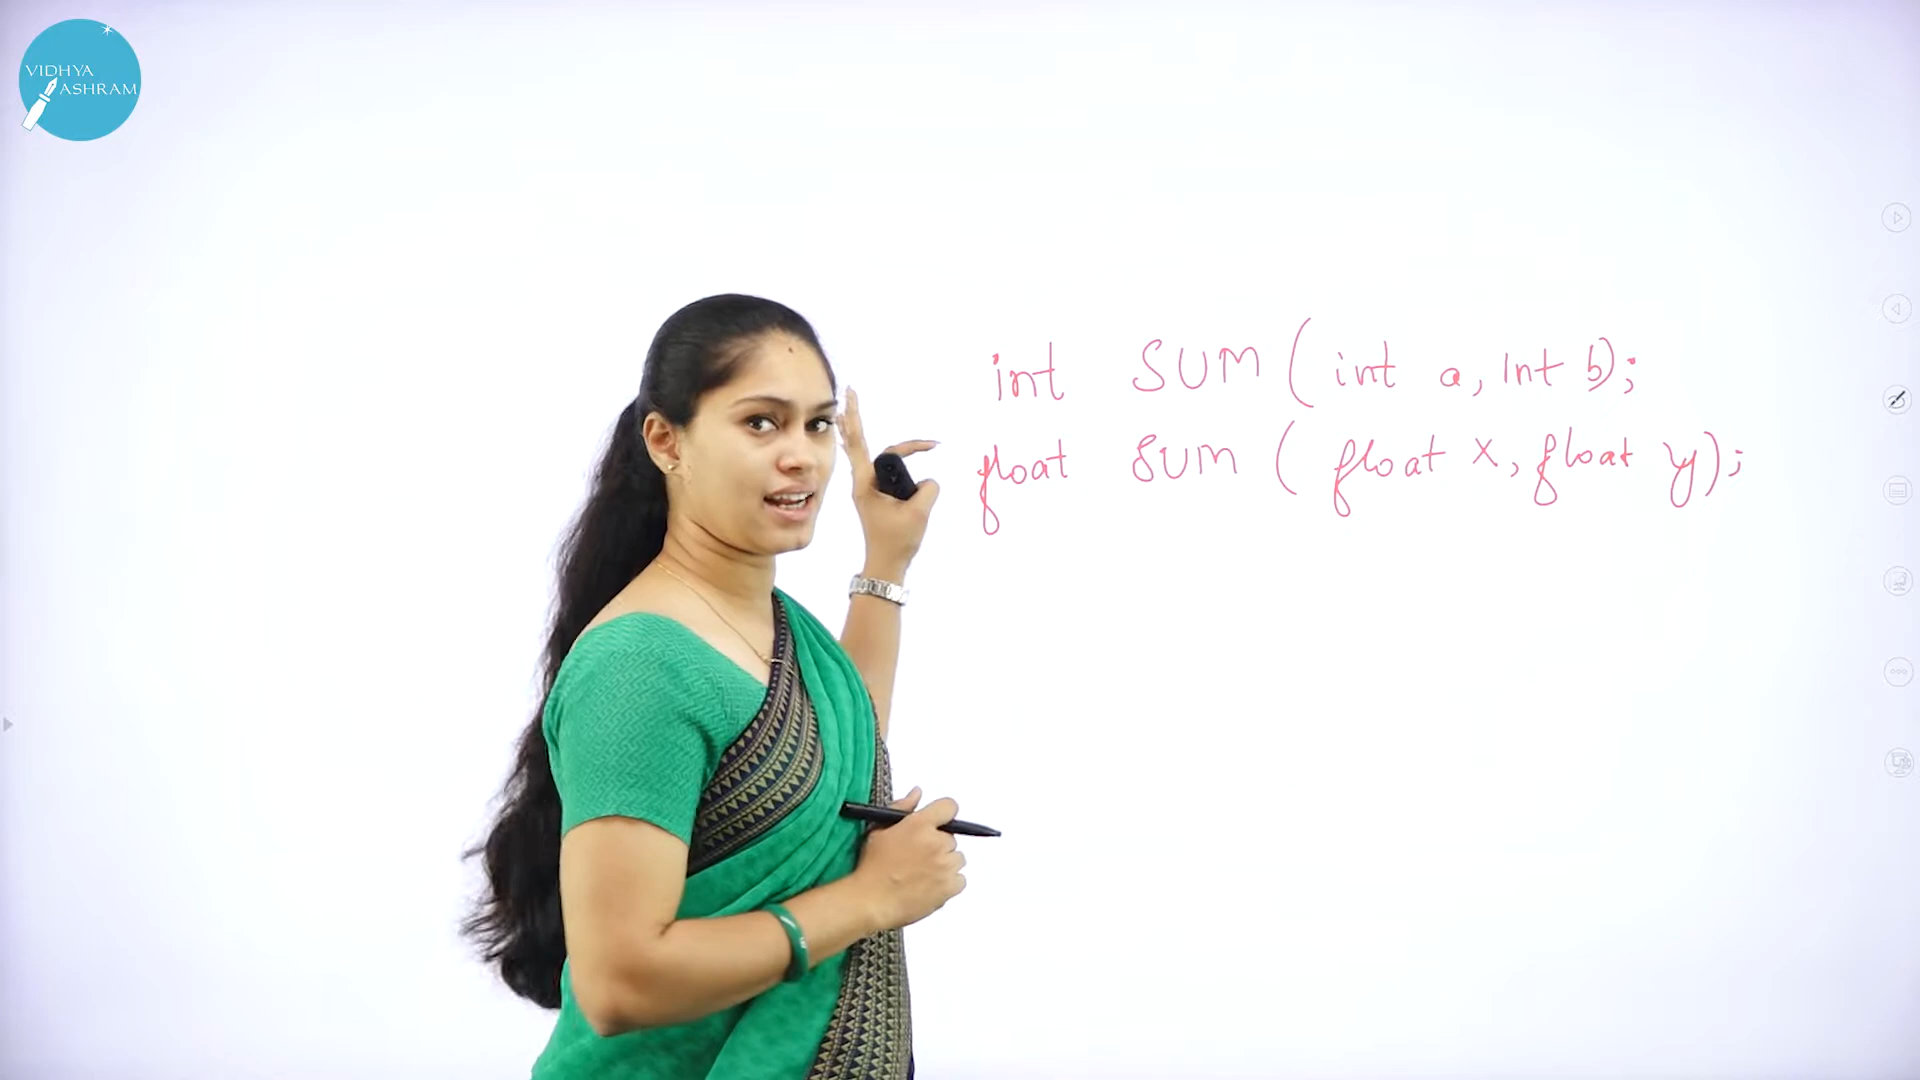 VIDHYA
ASHRAM
int SUM ( int a, int b);
float SUM ( float x, float y);